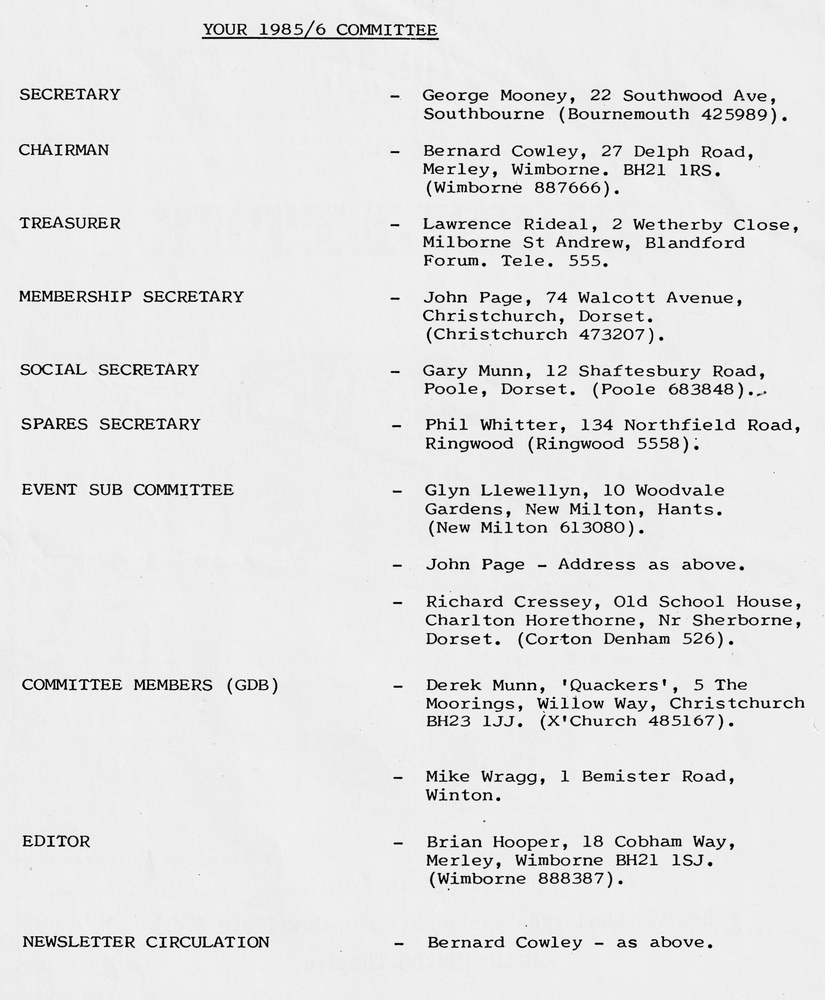 YOUR 1985/6 COMMITTEE
SECRETARY - George Mooney, 22 Southwood Ave,
Southbourne (Bournemouth 425989).
CHAIRMAN - Bernard Cowley, 27 Delph Road,
Merley, Wimborne. BH21 1RS.
(Wimborne 887666).
TREASURER - Lawrence Rideal, 2 Wetherby Close,
Milborne St Andrew, Blandford
Forum. Tele. 555.
MEMBERSHIP SECRETARY - John Page, 74 Walcott Avenue,
Christchurch, Dorset.
(Christchurch 473207).
SOCIAL SECRETARY - Gary Munn, 12 Shaftesbury Road,
Poole, Dorset. (Poole 683848).
SPARES SECRETARY - Phil Whitter, 134 Northfield Road,
Ringwood (Ringwood 5558).
EVENT SUB COMMITTEE - Glyn Llewellyn, 10 Woodvale
Gardens, New Milton, Hants.
(New Milton 613080).
- John Page - Address as above.
- Richard Cressey, Old School House,
Charlton Horethorne, Nr Sherborne,
Dorset. (Corton Denham 526).
COMMITTEE MEMBERS (GDB) - Derek Munn, 'Quackers', 5 The
Moorings, Willow Way, Christchurch
BH23 1JJ. (X'Church 485167).
- Mike Wragg, 1 Bemister Road,
Winton.
EDITOR - Brian Hooper, 18 Cobham Way,
Merley, Wimborne BH21 1SJ.
(Wimborne 888387).
NEWSLETTER CIRCULATION - Bernard Cowley - as above.